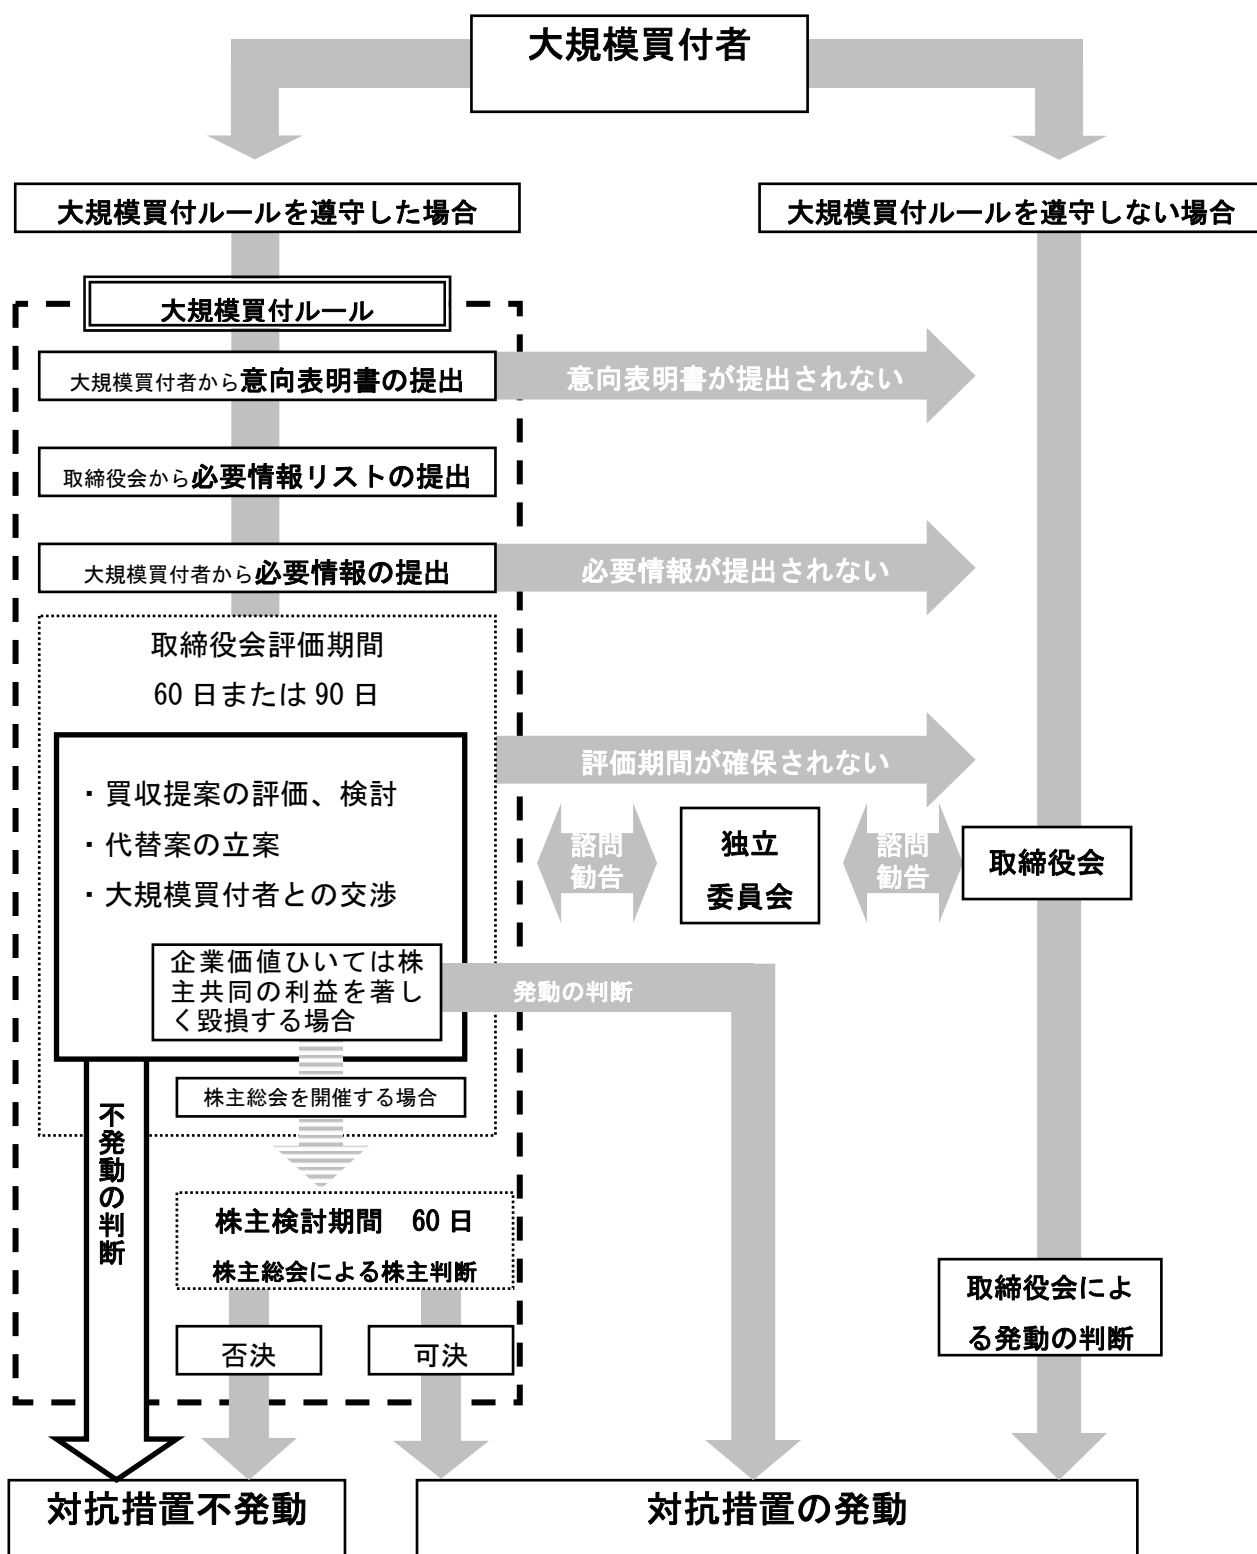 大規模買付者
大規模買付ルールを遵守した場合
大規模買付ルールを遵守しない場合
大規模買付ルール
大規模買付者から意向表明書の提出
意向表明書が提出されない
取締役会から必要情報リストの提出
大規模買付者から必要情報の提出
必要情報が提出されない
取締役会評価期間
60 日または 90 日
評価期間が確保されない
・買収提案の評価、検討
・代替案の立案
・大規模買付者との交渉
諮問
勧告
独立
委員会
諮問
勧告
取締役会
企業価値ひいては株
主共同の利益を著し
く毀損する場合
発動の判断
株主総会を開催する場合
不発動の判断
株主検討期間　60 日
株主総会による株主判断
取締役会によ
る発動の判断
否決
可決
対抗措置不発動
対抗措置の発動